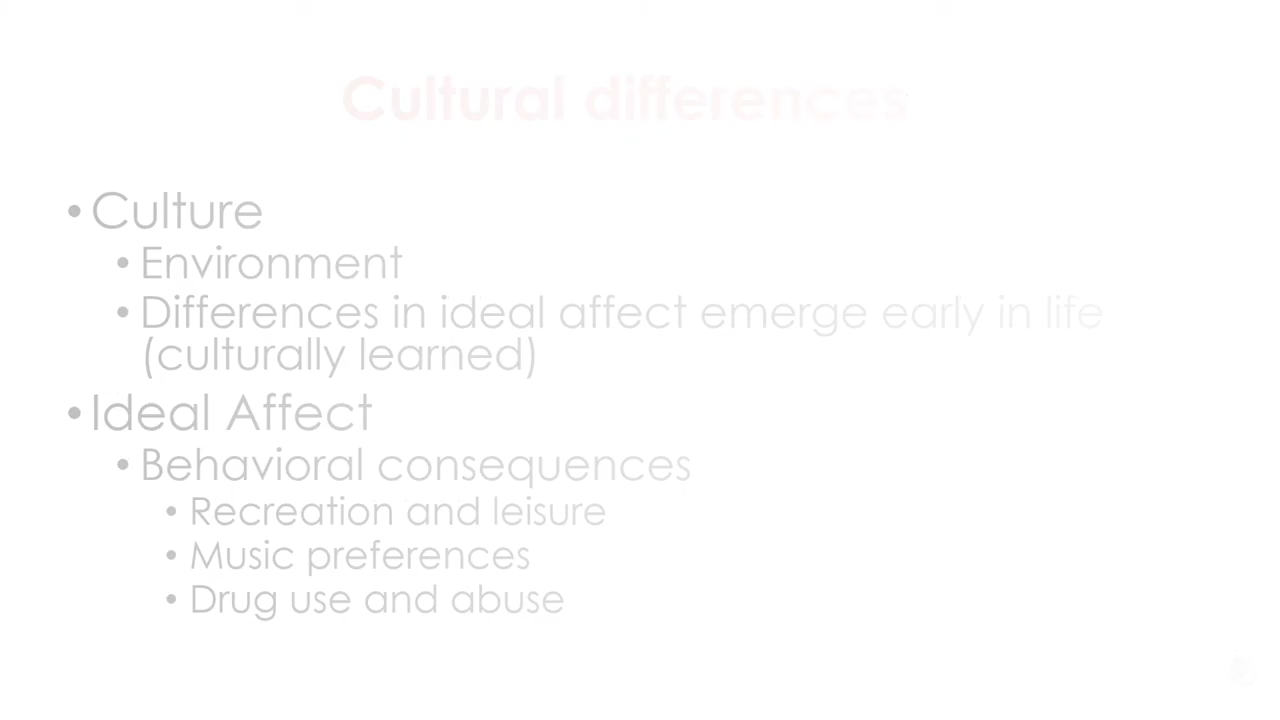 Cultural differences
• Culture
• Environment
• Differences in ideal affect emerge early in life
(culturally learned)
• Ideal Affect
• Behavioral consequences
• Recreation and leisure
• Music preferences
• Drug use and abuse